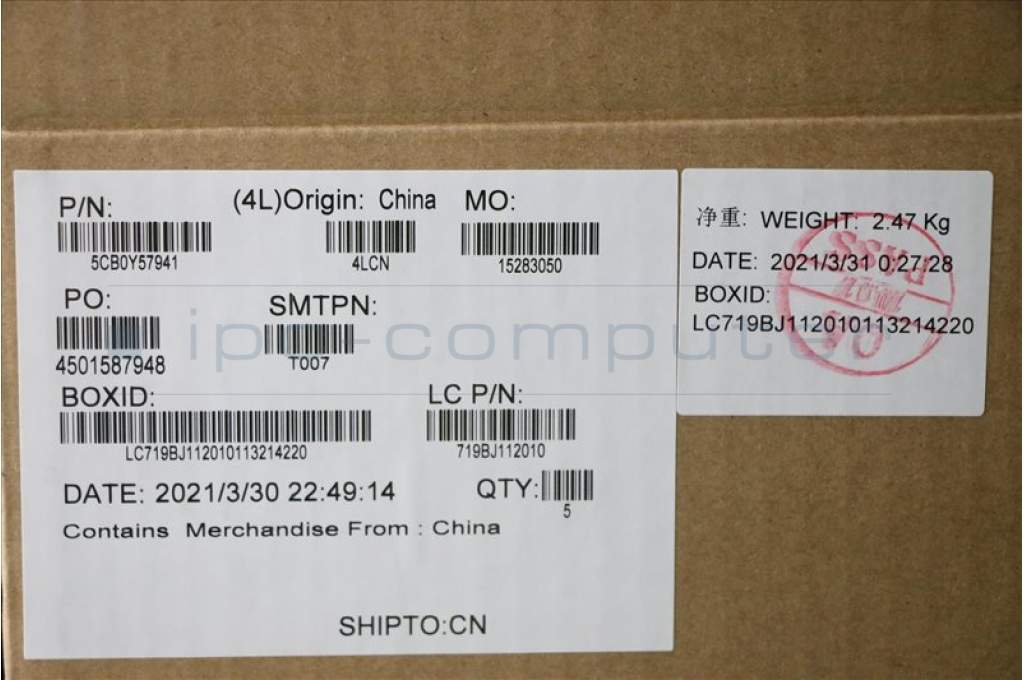 P/N:
5CB0Y57941
(4L)Origin: China
4LCN
MO:
15283050
PO:
4501587948
SMTPN:
T007
BOXID:
LC719BJ112010113214220
LC P/N:
719BJ112010
DATE: 2021/3/30 22:49:14
QTY:
5
Contains Merchandise From : China
SHIPTO:CN
净重: WEIGHT: 2.47 Kg
DATE: 2021/3/31 0:27:28
BOXID:
LC719BJ112010113214220
PASS
ipc-computer